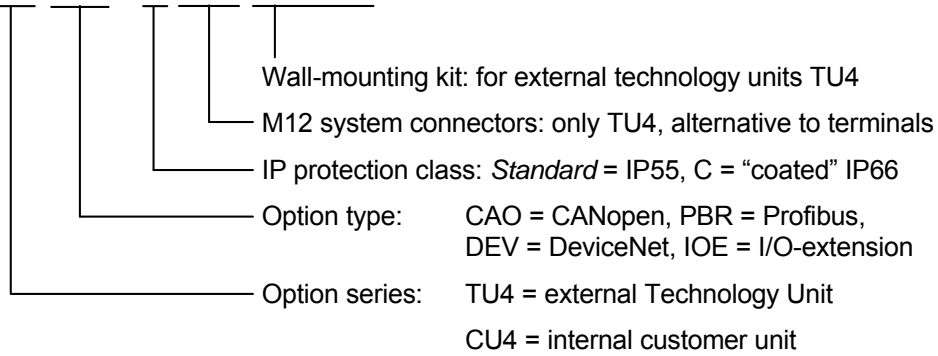 Wall-mounting kit: for external technology units TU4
M12 system connectors: only TU4, alternative to terminals
IP protection class: Standard = IP55, C = “coated” IP66
Option type: CAO = CANopen, PBR = Profibus,
DEV = DeviceNet, IOE = I/O-extension
Option series: TU4 = external Technology Unit
CU4 = internal customer unit